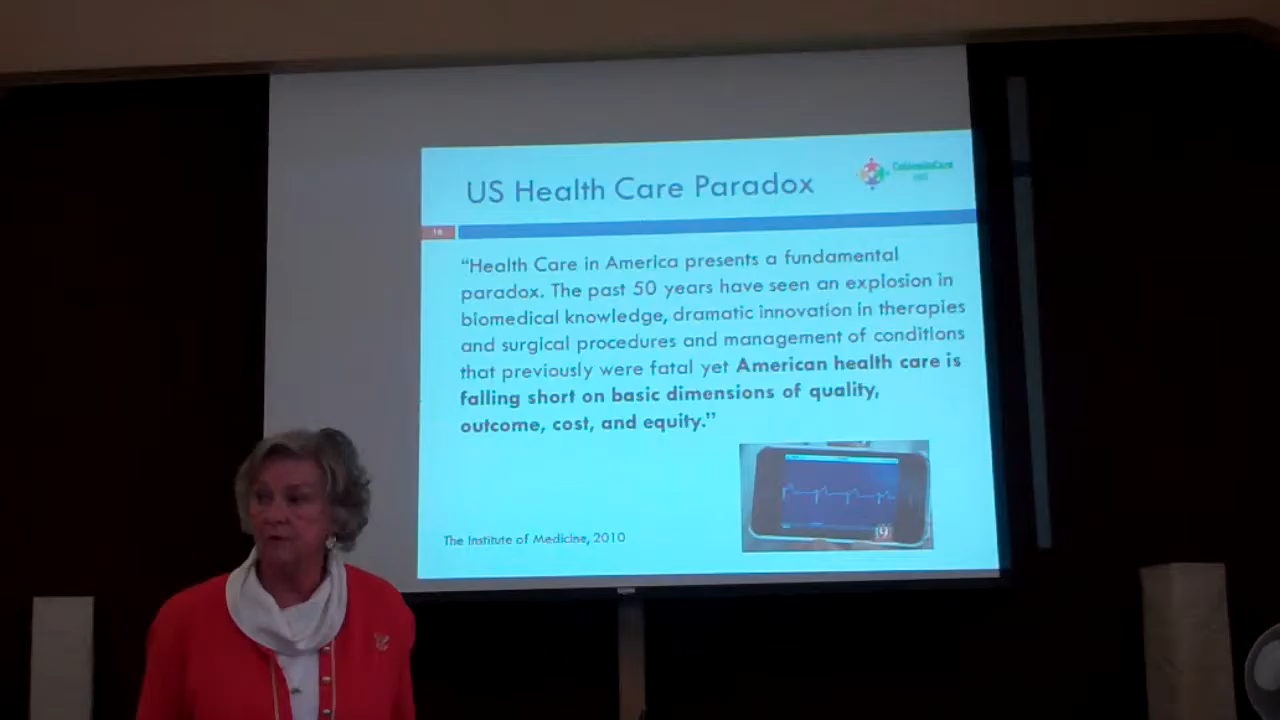 US Health Care Paradox
“Health Care in America presents a fundamental
paradox. The past 50 years have seen an explosion in
biomedical knowledge, dramatic innovation in therapies
and surgical procedures and management of conditions
that previously were fatal yet American health care is
falling short on basic dimensions of quality,
outcome, cost, and equity.”
The Institute of Medicine, 2010